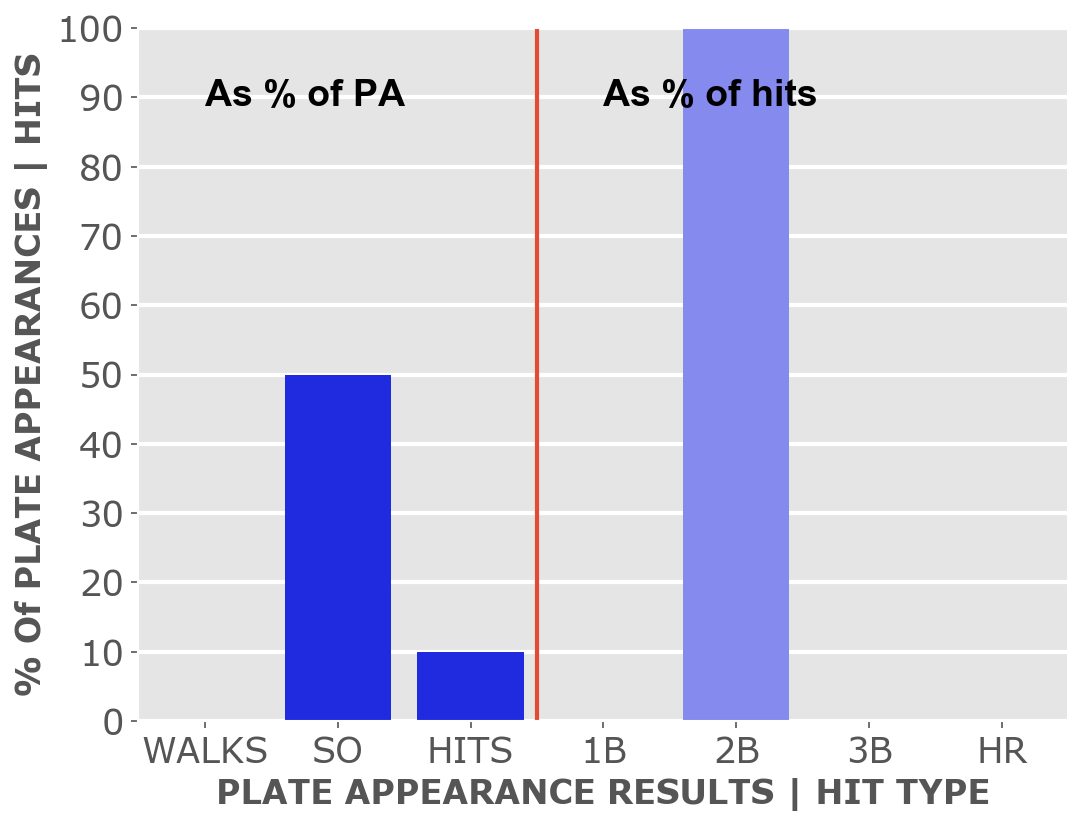 % Of PLATE APPEARANCES | HITS
100
90
80
70
60
50
40
30
20
10
0
As % of PA
As % of hits
WALKS SO HITS 1B 2B 3B HR
PLATE APPEARANCE RESULTS | HIT TYPE